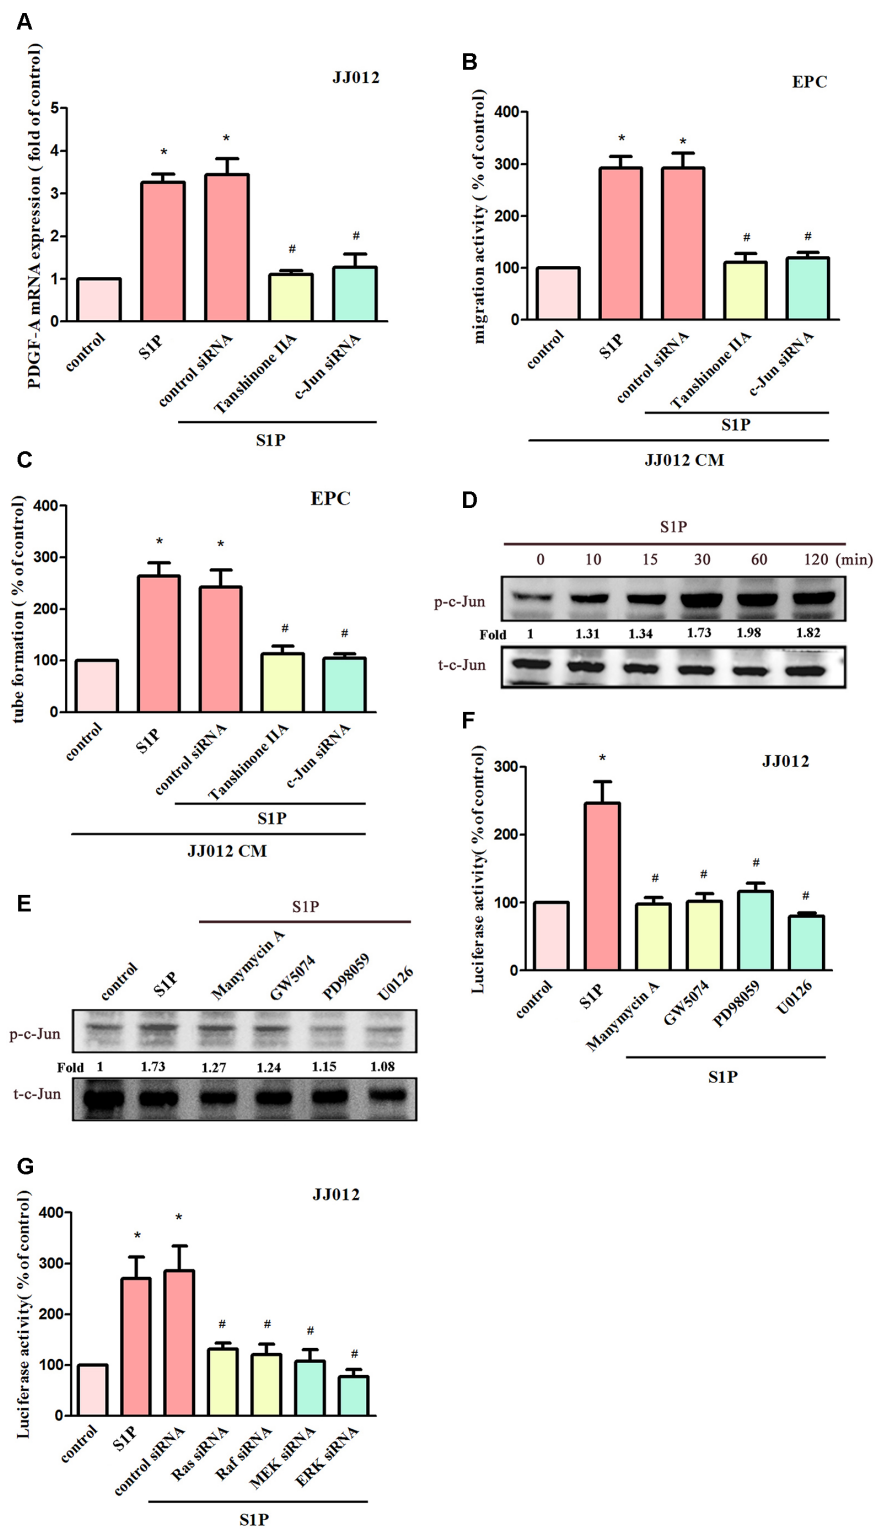 A
JJ012
PDGF-A mRNA expression ( fold of control)
5
4
3
2
1
0
*
*
#
#
control
S1P
control siRNA
Tanshinone IIA
c-Jun siRNA
S1P
B
EPC
migration activity ( % of control)
400
300
200
100
0
*
*
#
#
control
S1P
control siRNA
Tanshinone IIA
c-Jun siRNA
S1P
JJ012 CM
C
EPC
tube formation ( % of control)
400
300
200
100
0
*
*
#
#
control
S1P
control siRNA
Tanshinone IIA
c-Jun siRNA
S1P
JJ012 CM
D
S1P
0 10 15 30 60 120 (min)
p-c-Jun
Fold 1 1.31 1.34 1.73 1.98 1.82
t-c-Jun
E
S1P
control
S1P
Manymycin A
GW5074
PD98059
U0126
p-c-Jun
Fold 1 1.73 1.27 1.24 1.15 1.08
t-c-Jun
F
JJ012
Luciferase activity( %of control)
300
200
100
0
*
#
#
#
#
control
S1P
Manymycin A
GW5074
PD98059
U0126
S1P
G
JJ012
Luciferase activity( %of control)
400
300
200
100
0
*
*
#
#
#
#
control
S1P
control siRNA
Ras siRNA
Raf siRNA
MEK siRNA
ERK siRNA
S1P